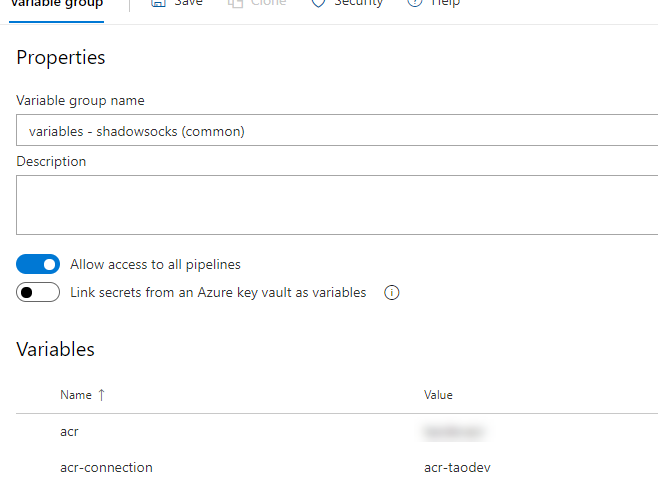 Variable group
Save
Clone
Security
Help
Properties
Variable group name
variables - shadowsocks (common)
Description
Allow access to all pipelines
Link secrets from an Azure key vault as variables
Variables
Name ↑
Value
acr
acr-connection
acr-taodev